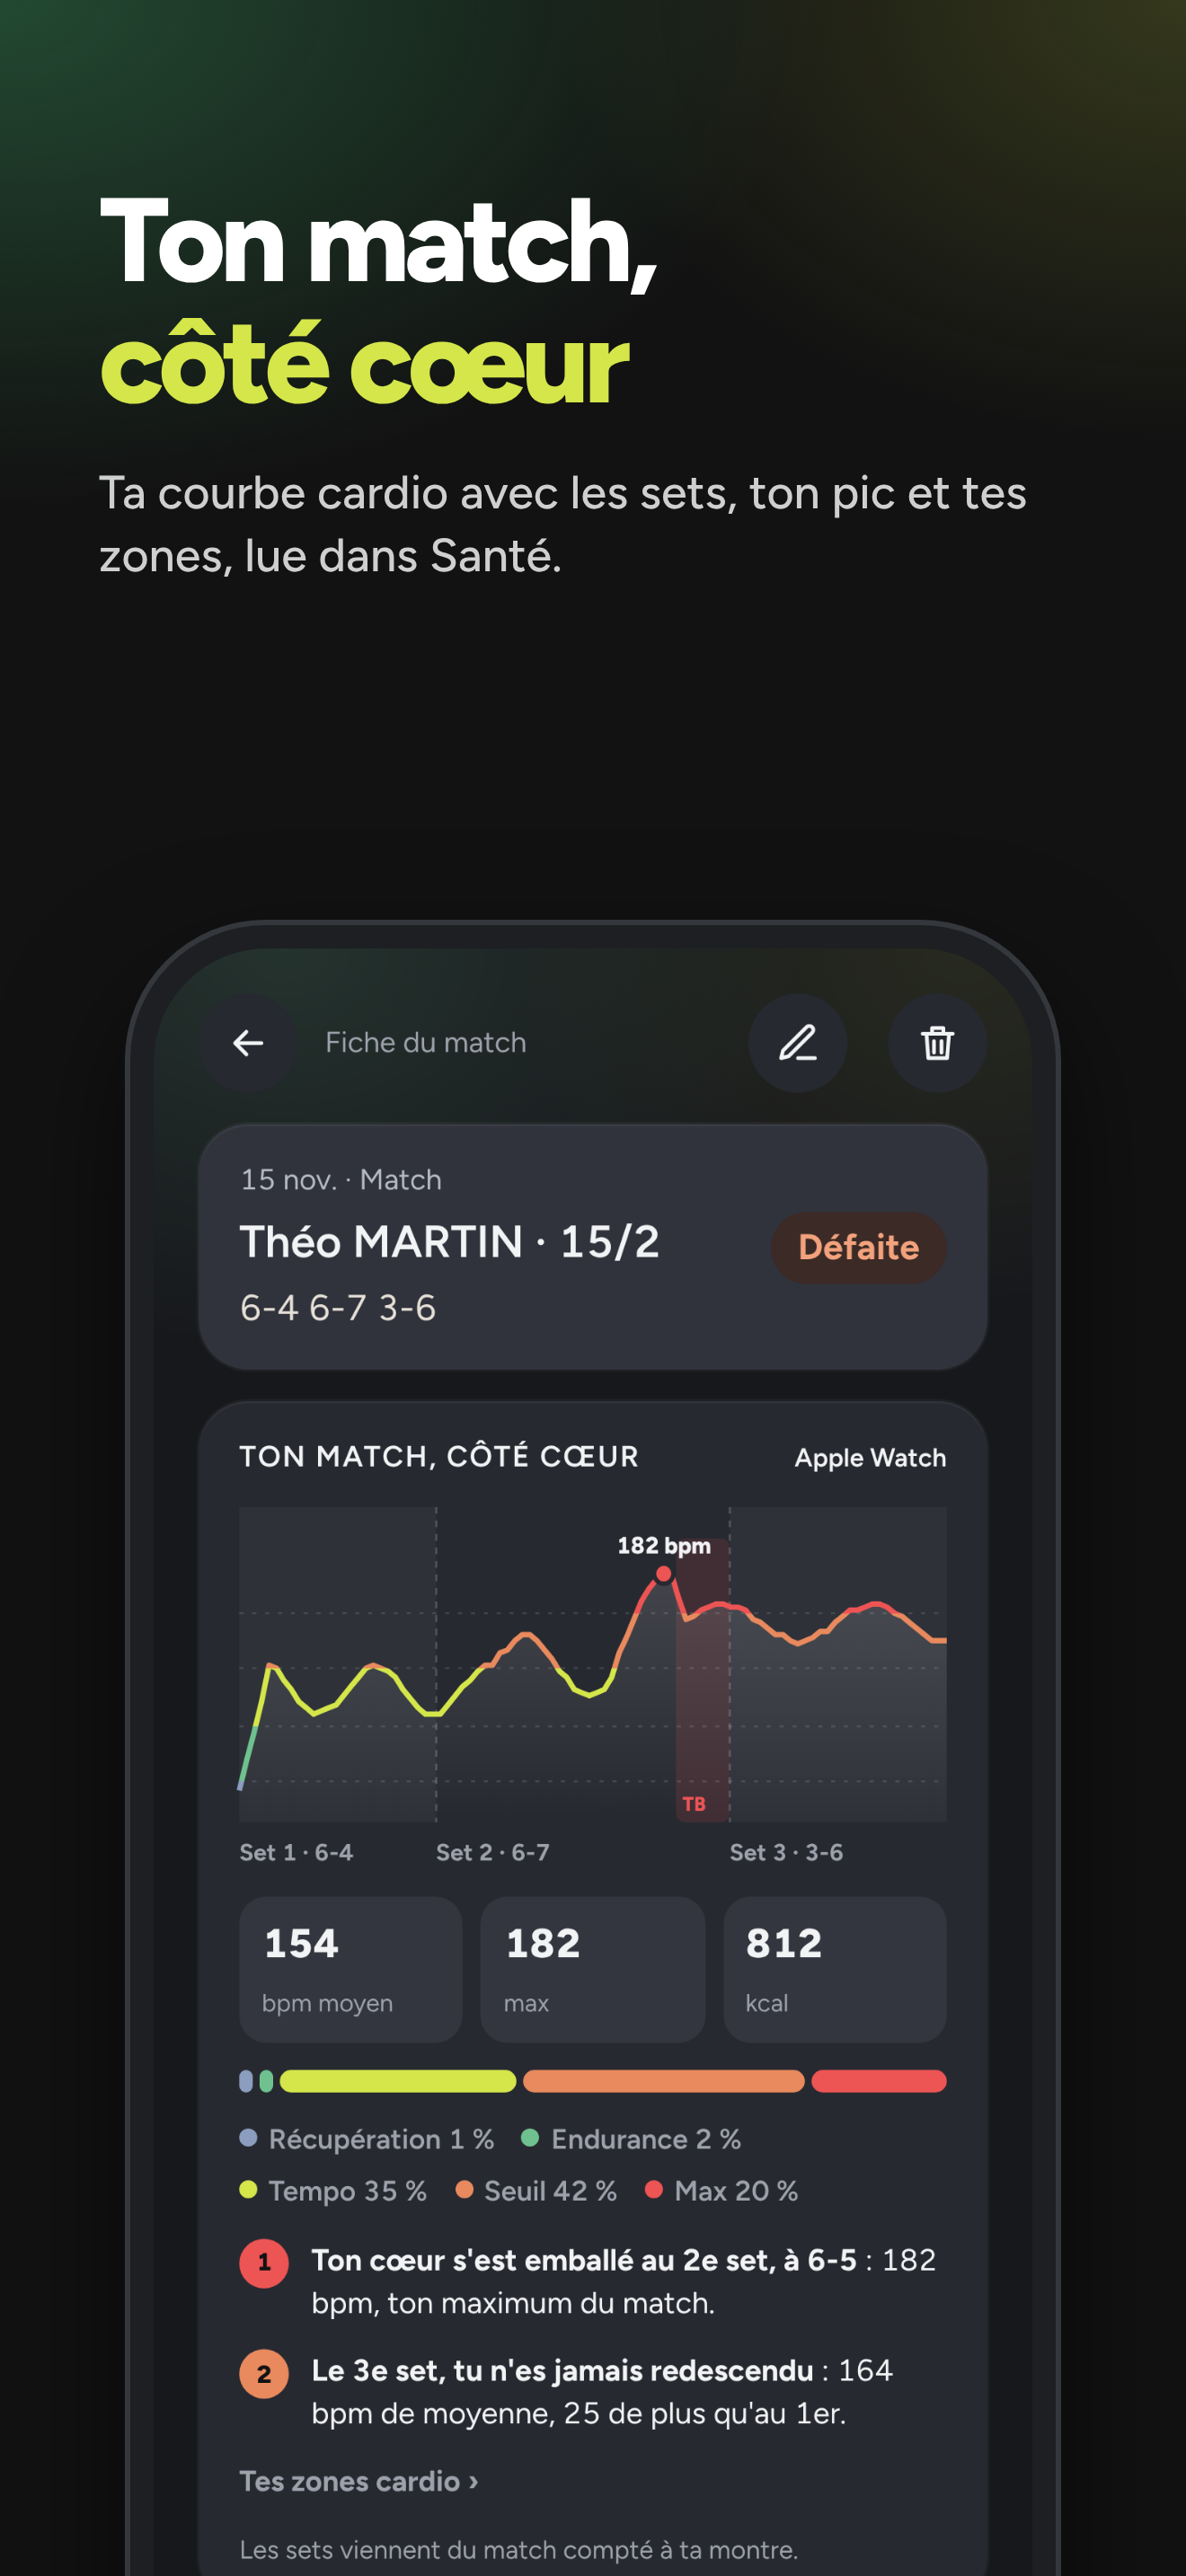 Ton match,
côté cœur
Ta courbe cardio avec les sets, ton pic et tes
zones, lue dans Santé.
Fiche du match
15 nov. · Match
Théo MARTIN · 15/2
Défaite
6-4 6-7 3-6
TON MATCH, CÔTÉ CŒUR
Apple Watch
182 bpm
TB
Set 1 · 6-4
Set 2 · 6-7
Set 3 · 3-6
154
182
812
bpm moyen
max
kcal
Récupération 1 %
Endurance 2 %
Tempo 35 %
Seuil 42 %
Max 20 %
1
Ton cœur s'est emballé au 2e set, à 6-5 : 182
bpm, ton maximum du match.
2
Le 3e set, tu n'es jamais redescendu : 164
bpm de moyenne, 25 de plus qu'au 1er.
Tes zones cardio ›
Les sets viennent du match compté à ta montre.